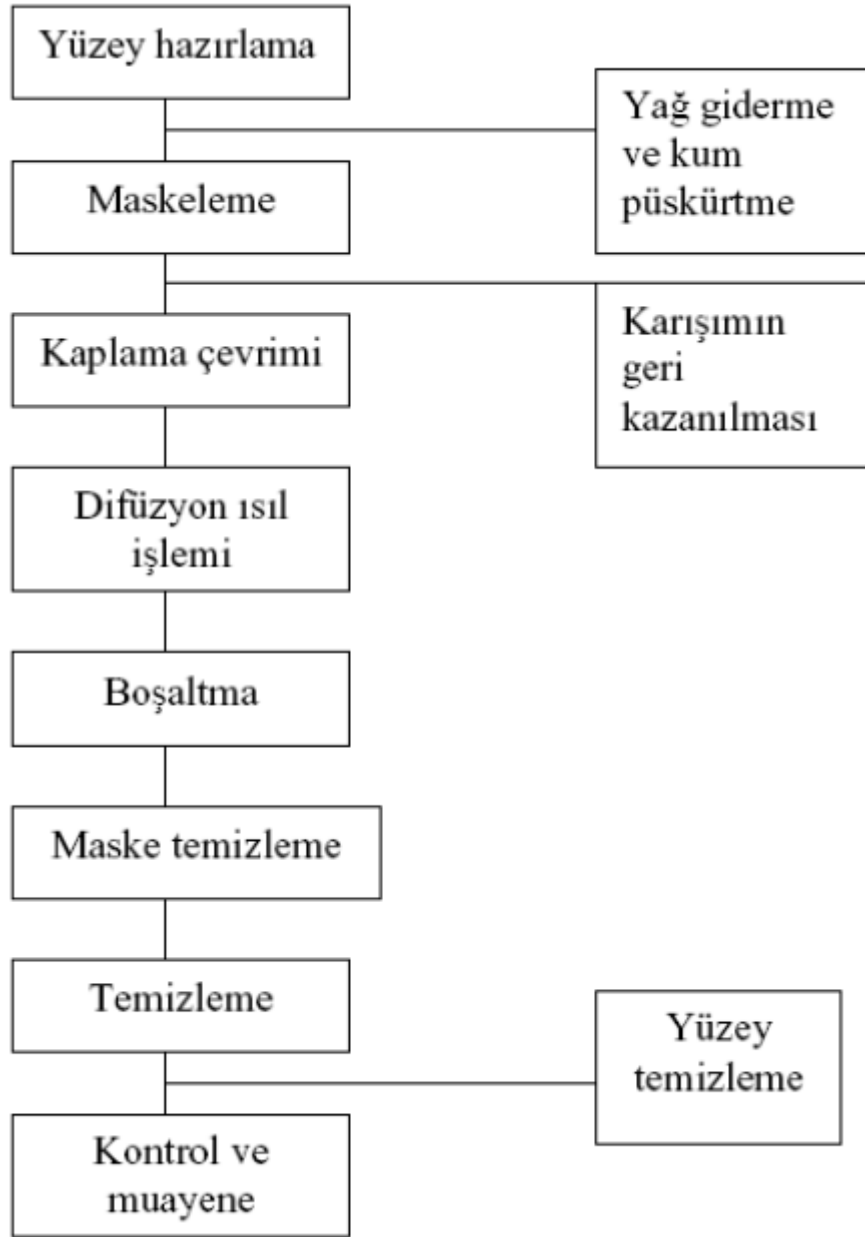 Yüzey hazırlama
Yağ giderme
ve kum
püskürtme
Maskeleme
Karışımın
geri
kazanılması
Kaplama çevrimi
Difüzyon ısıl
işlemi
Boşaltma
Maske temizleme
Temizleme
Yüzey
temizleme
Kontrol ve
muayene